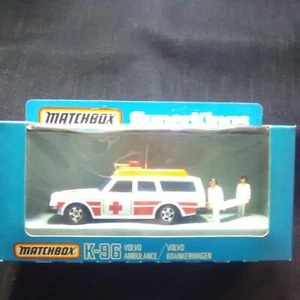 MATCHBOX SuperKings
MATCHBOX K-96 VOLVO AMBULANCE / VOLVO KRANKENWAGEN